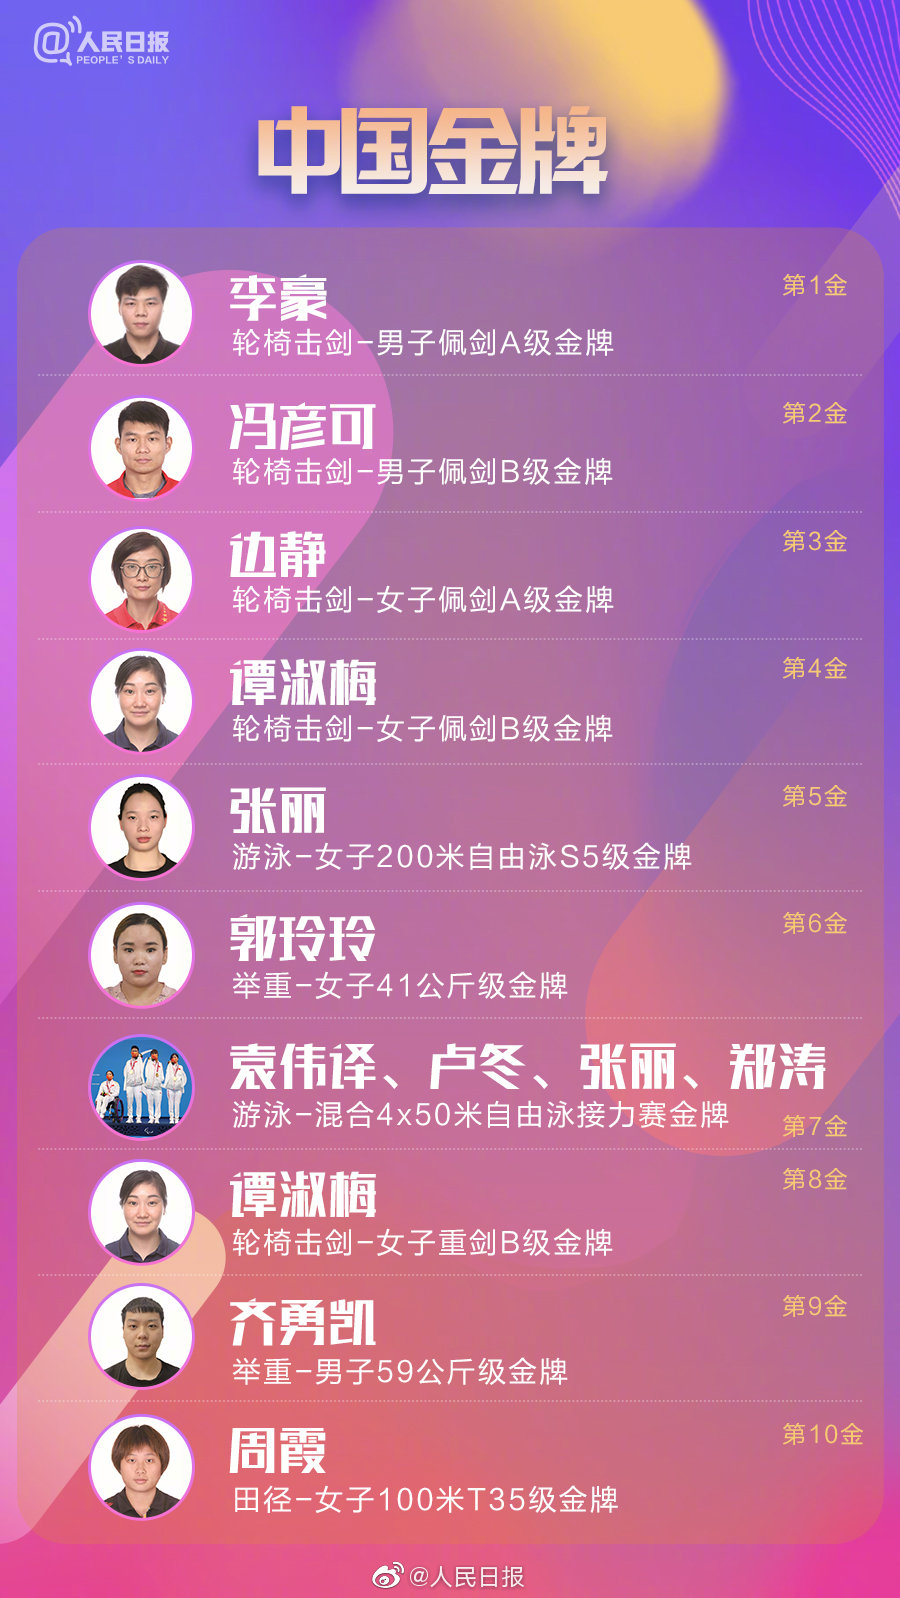 @人民日报
PEOPLE'S DAILY
中国金牌
李豪
第1金
轮椅击剑-男子佩剑A级金牌
冯彦可
第2金
轮椅击剑-男子佩剑B级金牌
边静
第3金
轮椅击剑-女子佩剑A级金牌
谭淑梅
第4金
轮椅击剑-女子佩剑B级金牌
张丽
第5金
游泳-女子200米自由泳S5级金牌
郭玲玲
第6金
举重-女子41公斤级金牌
袁伟译、卢冬、张丽、郑涛
游泳-混合4x50米自由泳接力赛金牌
第7金
谭淑梅
第8金
轮椅击剑-女子重剑B级金牌
齐勇凯
第9金
举重-男子59公斤级金牌
周霞
第10金
田径-女子100米T35级金牌
@人民日报